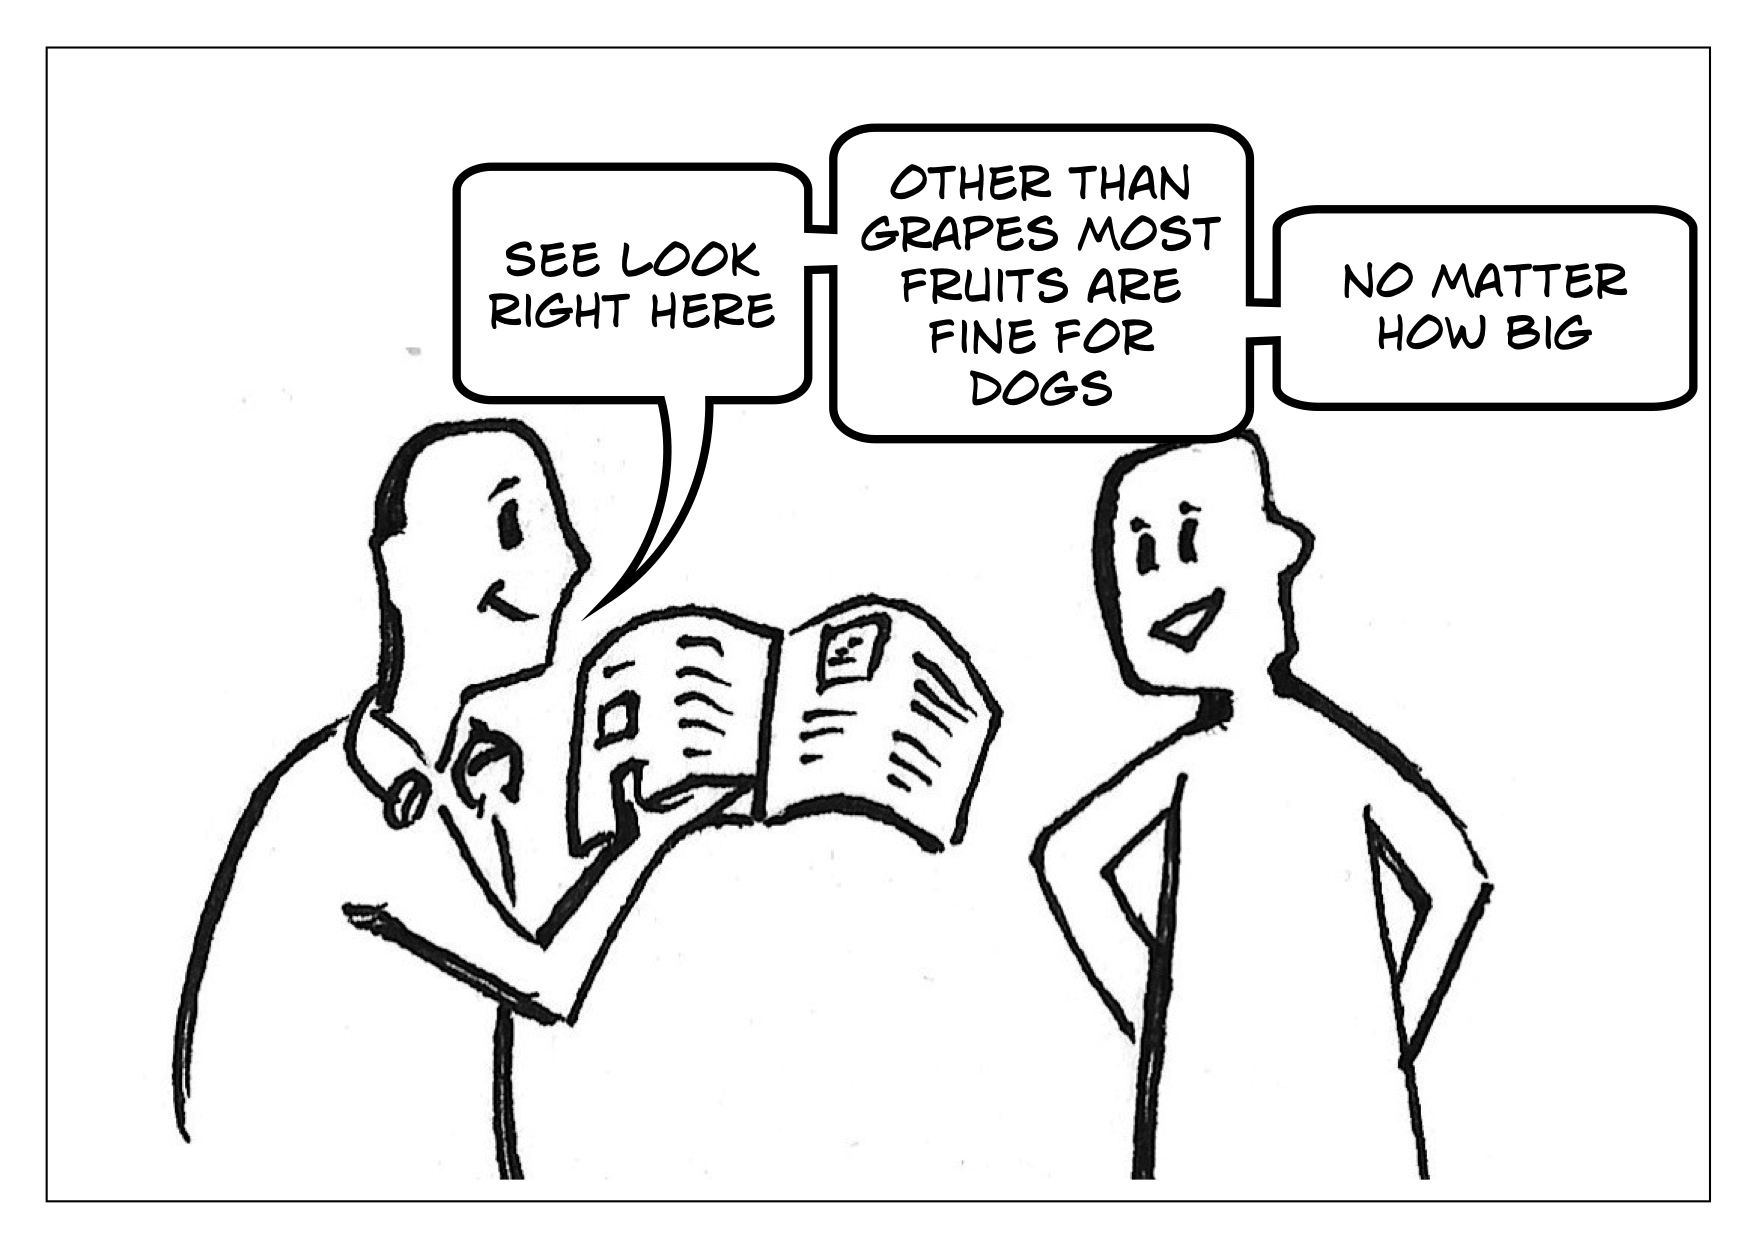 SEE LOOK
RIGHT HERE
OTHER THAN
GRAPES MOST
FRUITS ARE
FINE FOR
DOGS
NO MATTER
HOW BIG